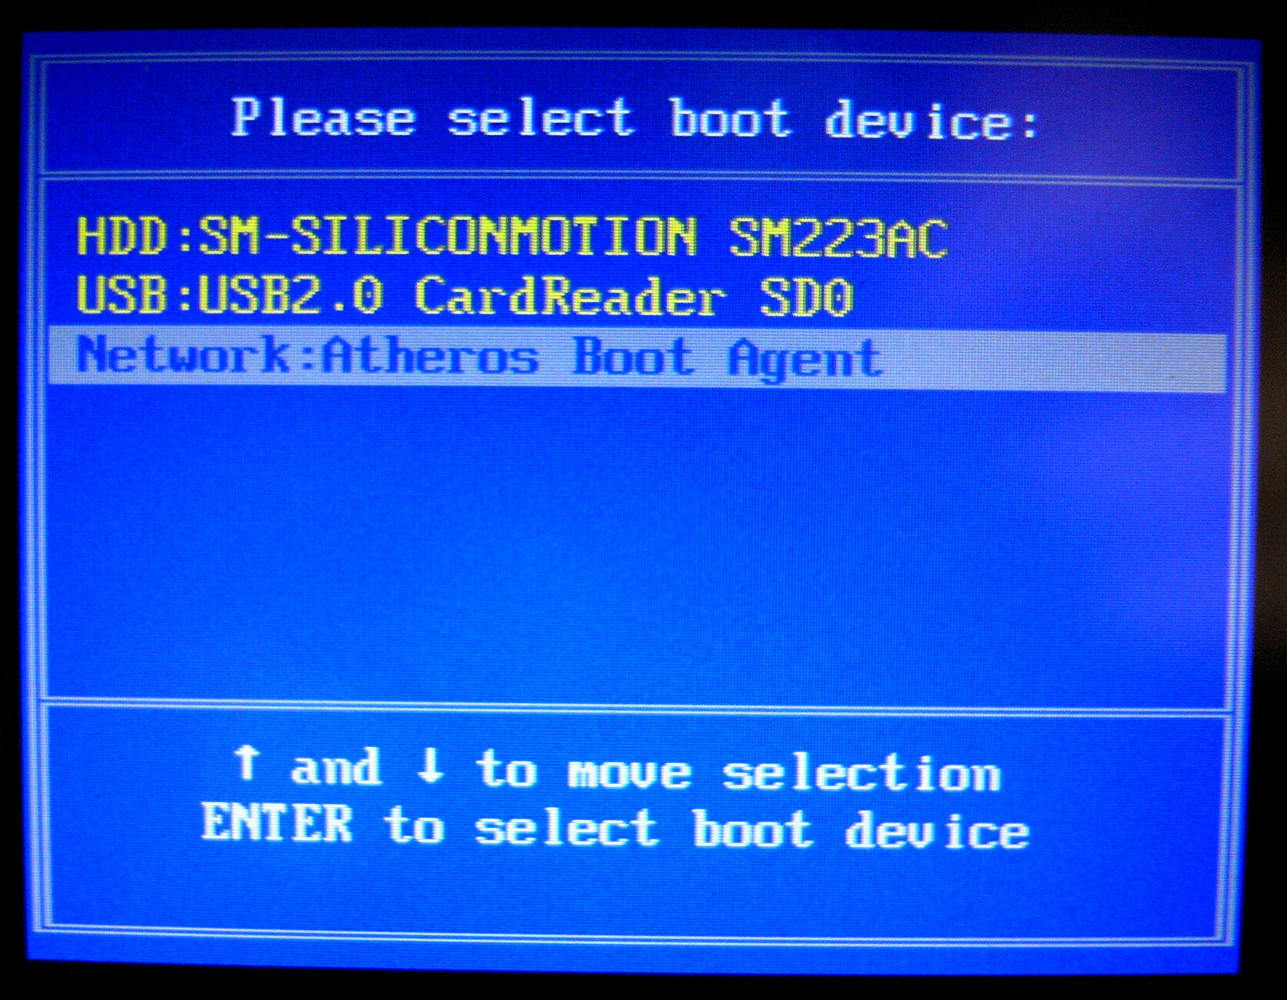 Please select boot device:
HDD:SM-SILICONMOTION SM223AC
USB:USB2.0 CardReader SD0
Network:Atheros Boot Agent
↑ and ↓ to move selection
ENTER to select boot device